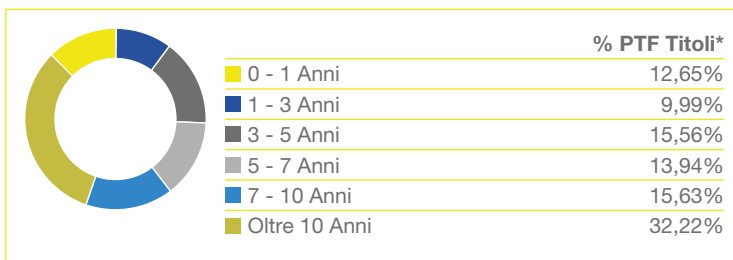 % PTF Titoli*
0 - 1 Anni 12,65%
1 - 3 Anni 9,99%
3 - 5 Anni 15,56%
5 - 7 Anni 13,94%
7 - 10 Anni 15,63%
Oltre 10 Anni 32,22%